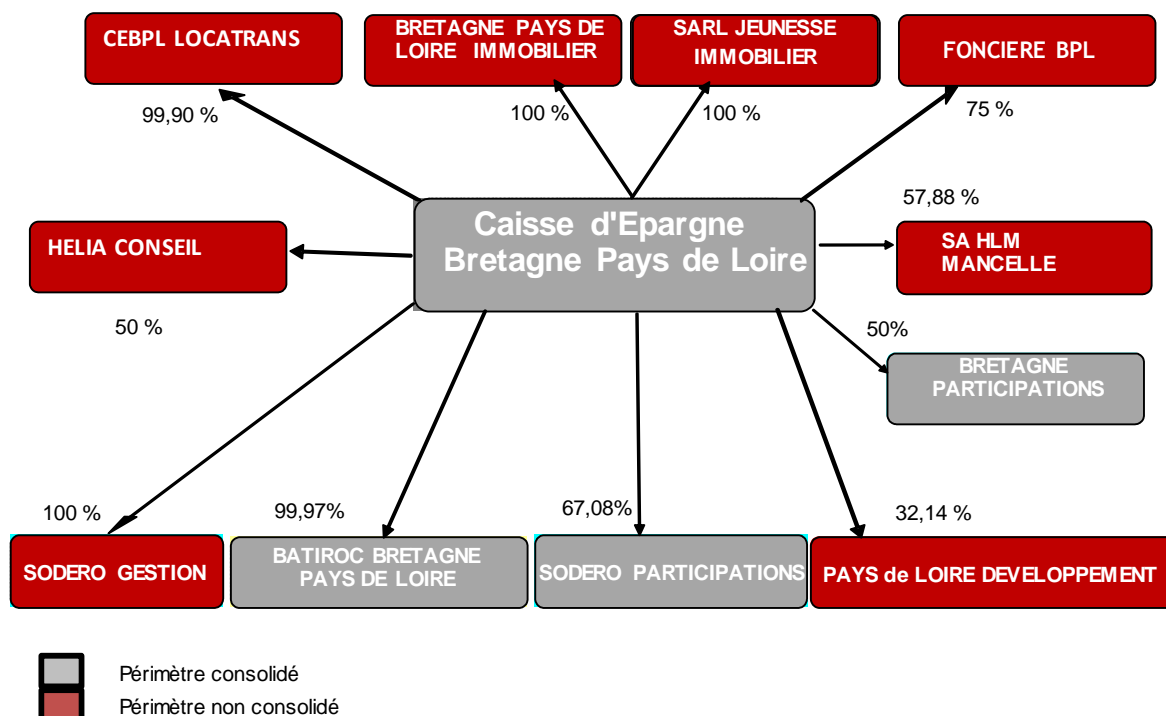 CEBPL LOCATRANS
BRETAGNE PAYS DE
LOIRE IMMOBILIER
SARL JEUNESSE
IMMOBILIER
FONCIERE BPL
99,90 %
100 %
100 %
75 %
57,88 %
HELIA CONSEIL
Caisse d'Epargne
Bretagne Pays de Loire
SA HLM
MANCELLE
50 %
50%
BRETAGNE
PARTICIPATIONS
100 %
99,97%
67,08%
32,14 %
SODERO GESTION
BATIROC BRETAGNE
PAYS DE LOIRE
SODERO PARTICIPATIONS
PAYS de LOIRE DEVELOPPEMENT
Périmètre consolidé
Périmètre non consolidé